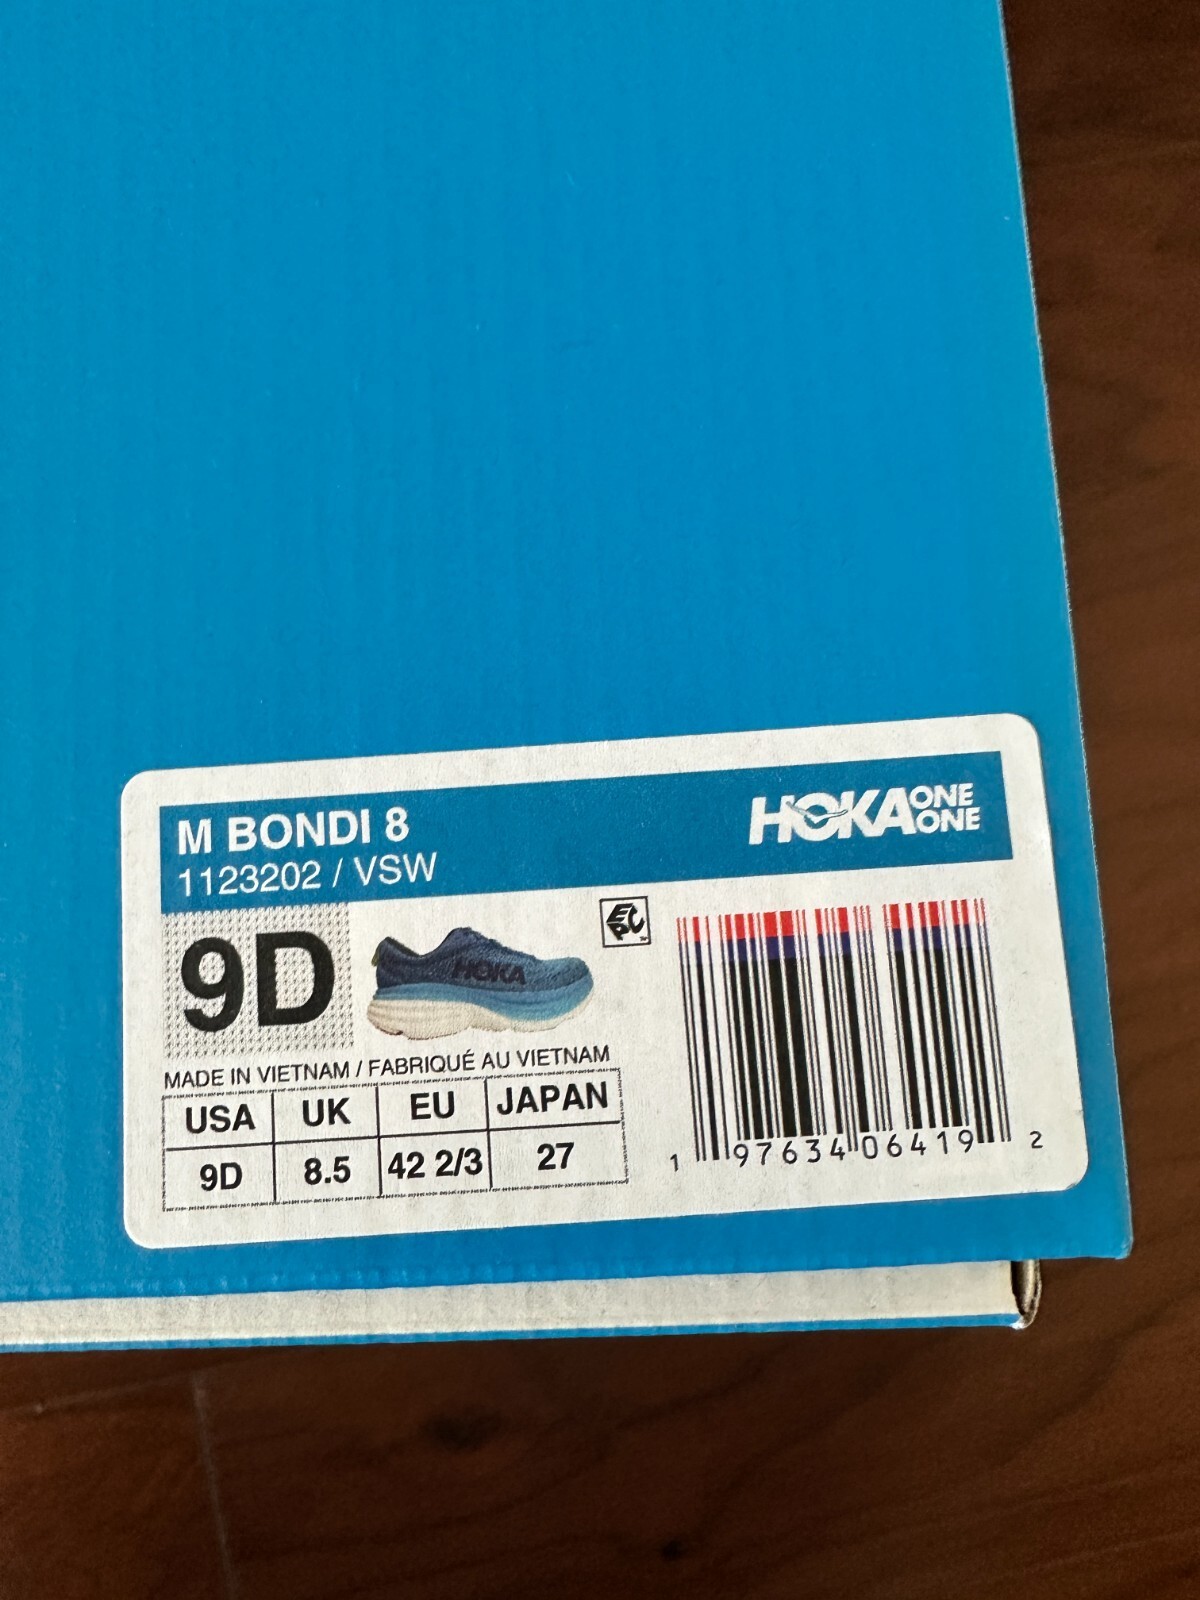 M BONDI 8
1123202 / VSW
HOKA ONE ONE
9D
HOKA
EPC
MADE IN VIETNAM / FABRIQUÉ AU VIETNAM
USA UK EU JAPAN
9D 8.5 42 2/3 27
1 97634 06419 2